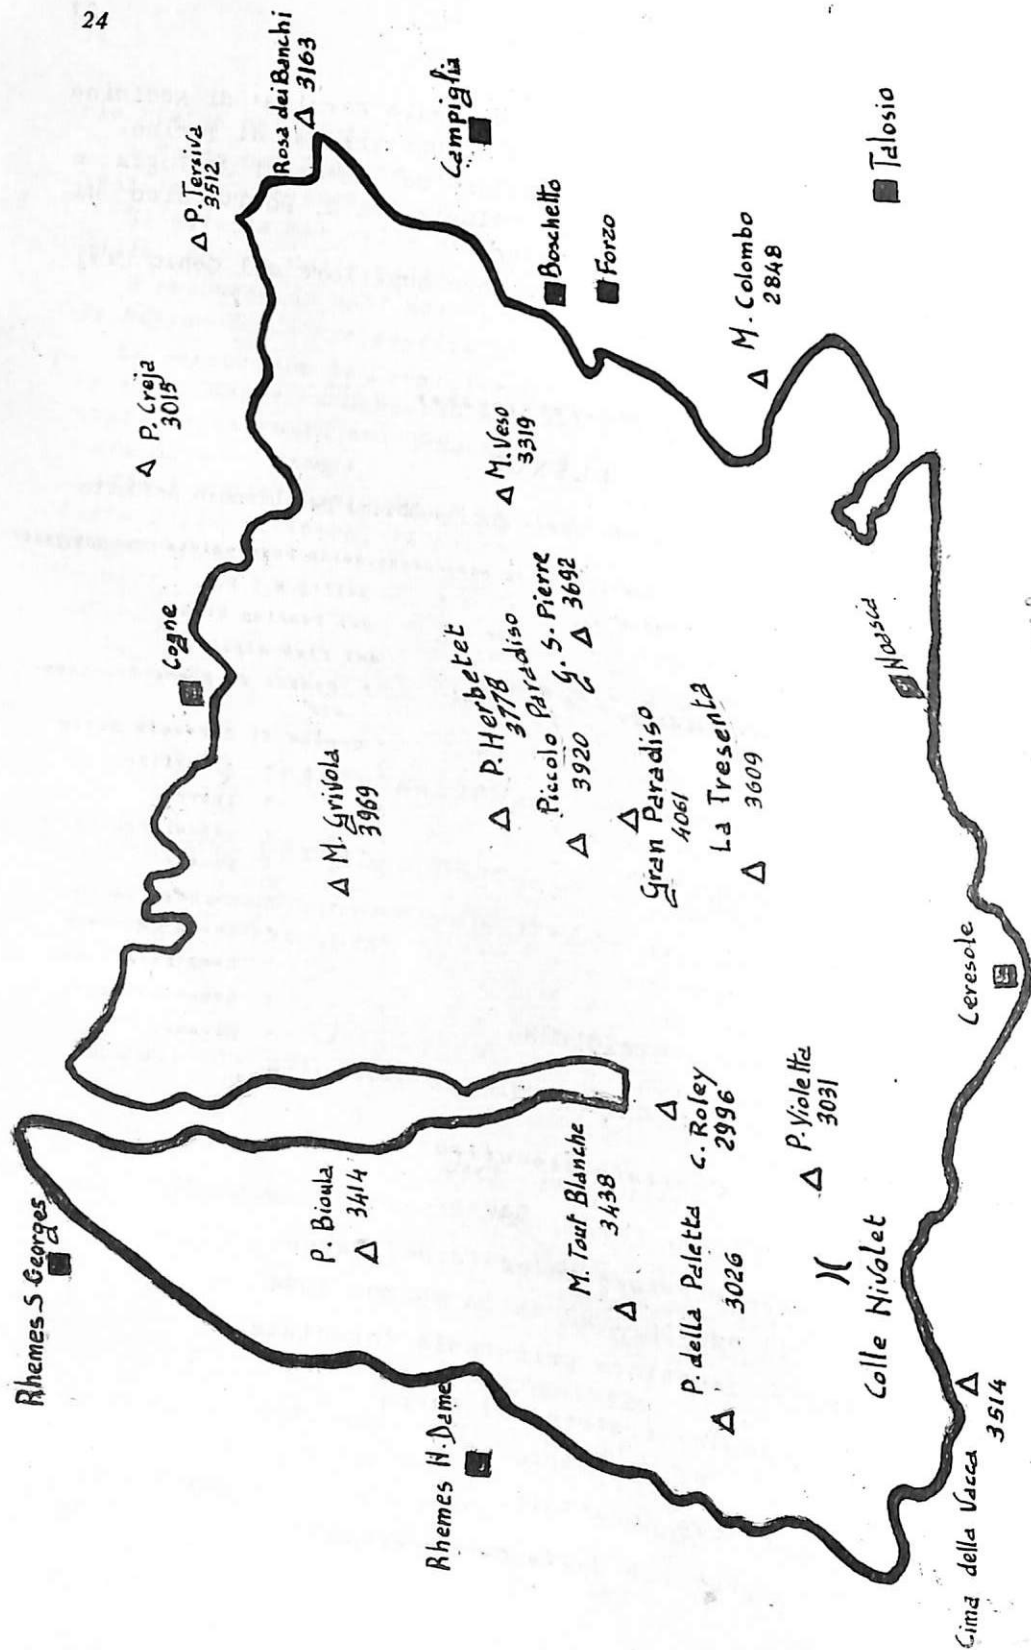 24
Rhemes S. Georges
P. Bioula
3414
Rhemes N. Dame
M. Tout Blanche
3438
P. della Paletta
3026
C. Roley
2996
P. Violetta
3031
Colle Nivolet
Cima della Vacca
3514
Ceresole
Cogne
M. Grivola
3969
P. Herbetet
3778
Piccolo Paradiso
3920
G. S. Pierre
3692
Gran Paradiso
4061
La Tresenta
3609
Noasca
P. Creja
3015
P. Tersiva
3512
Rosa dei Banchi
3163
Campiglia
Boschetto
Forzo
M. Veso
3319
M. Colombo
2848
Talosio